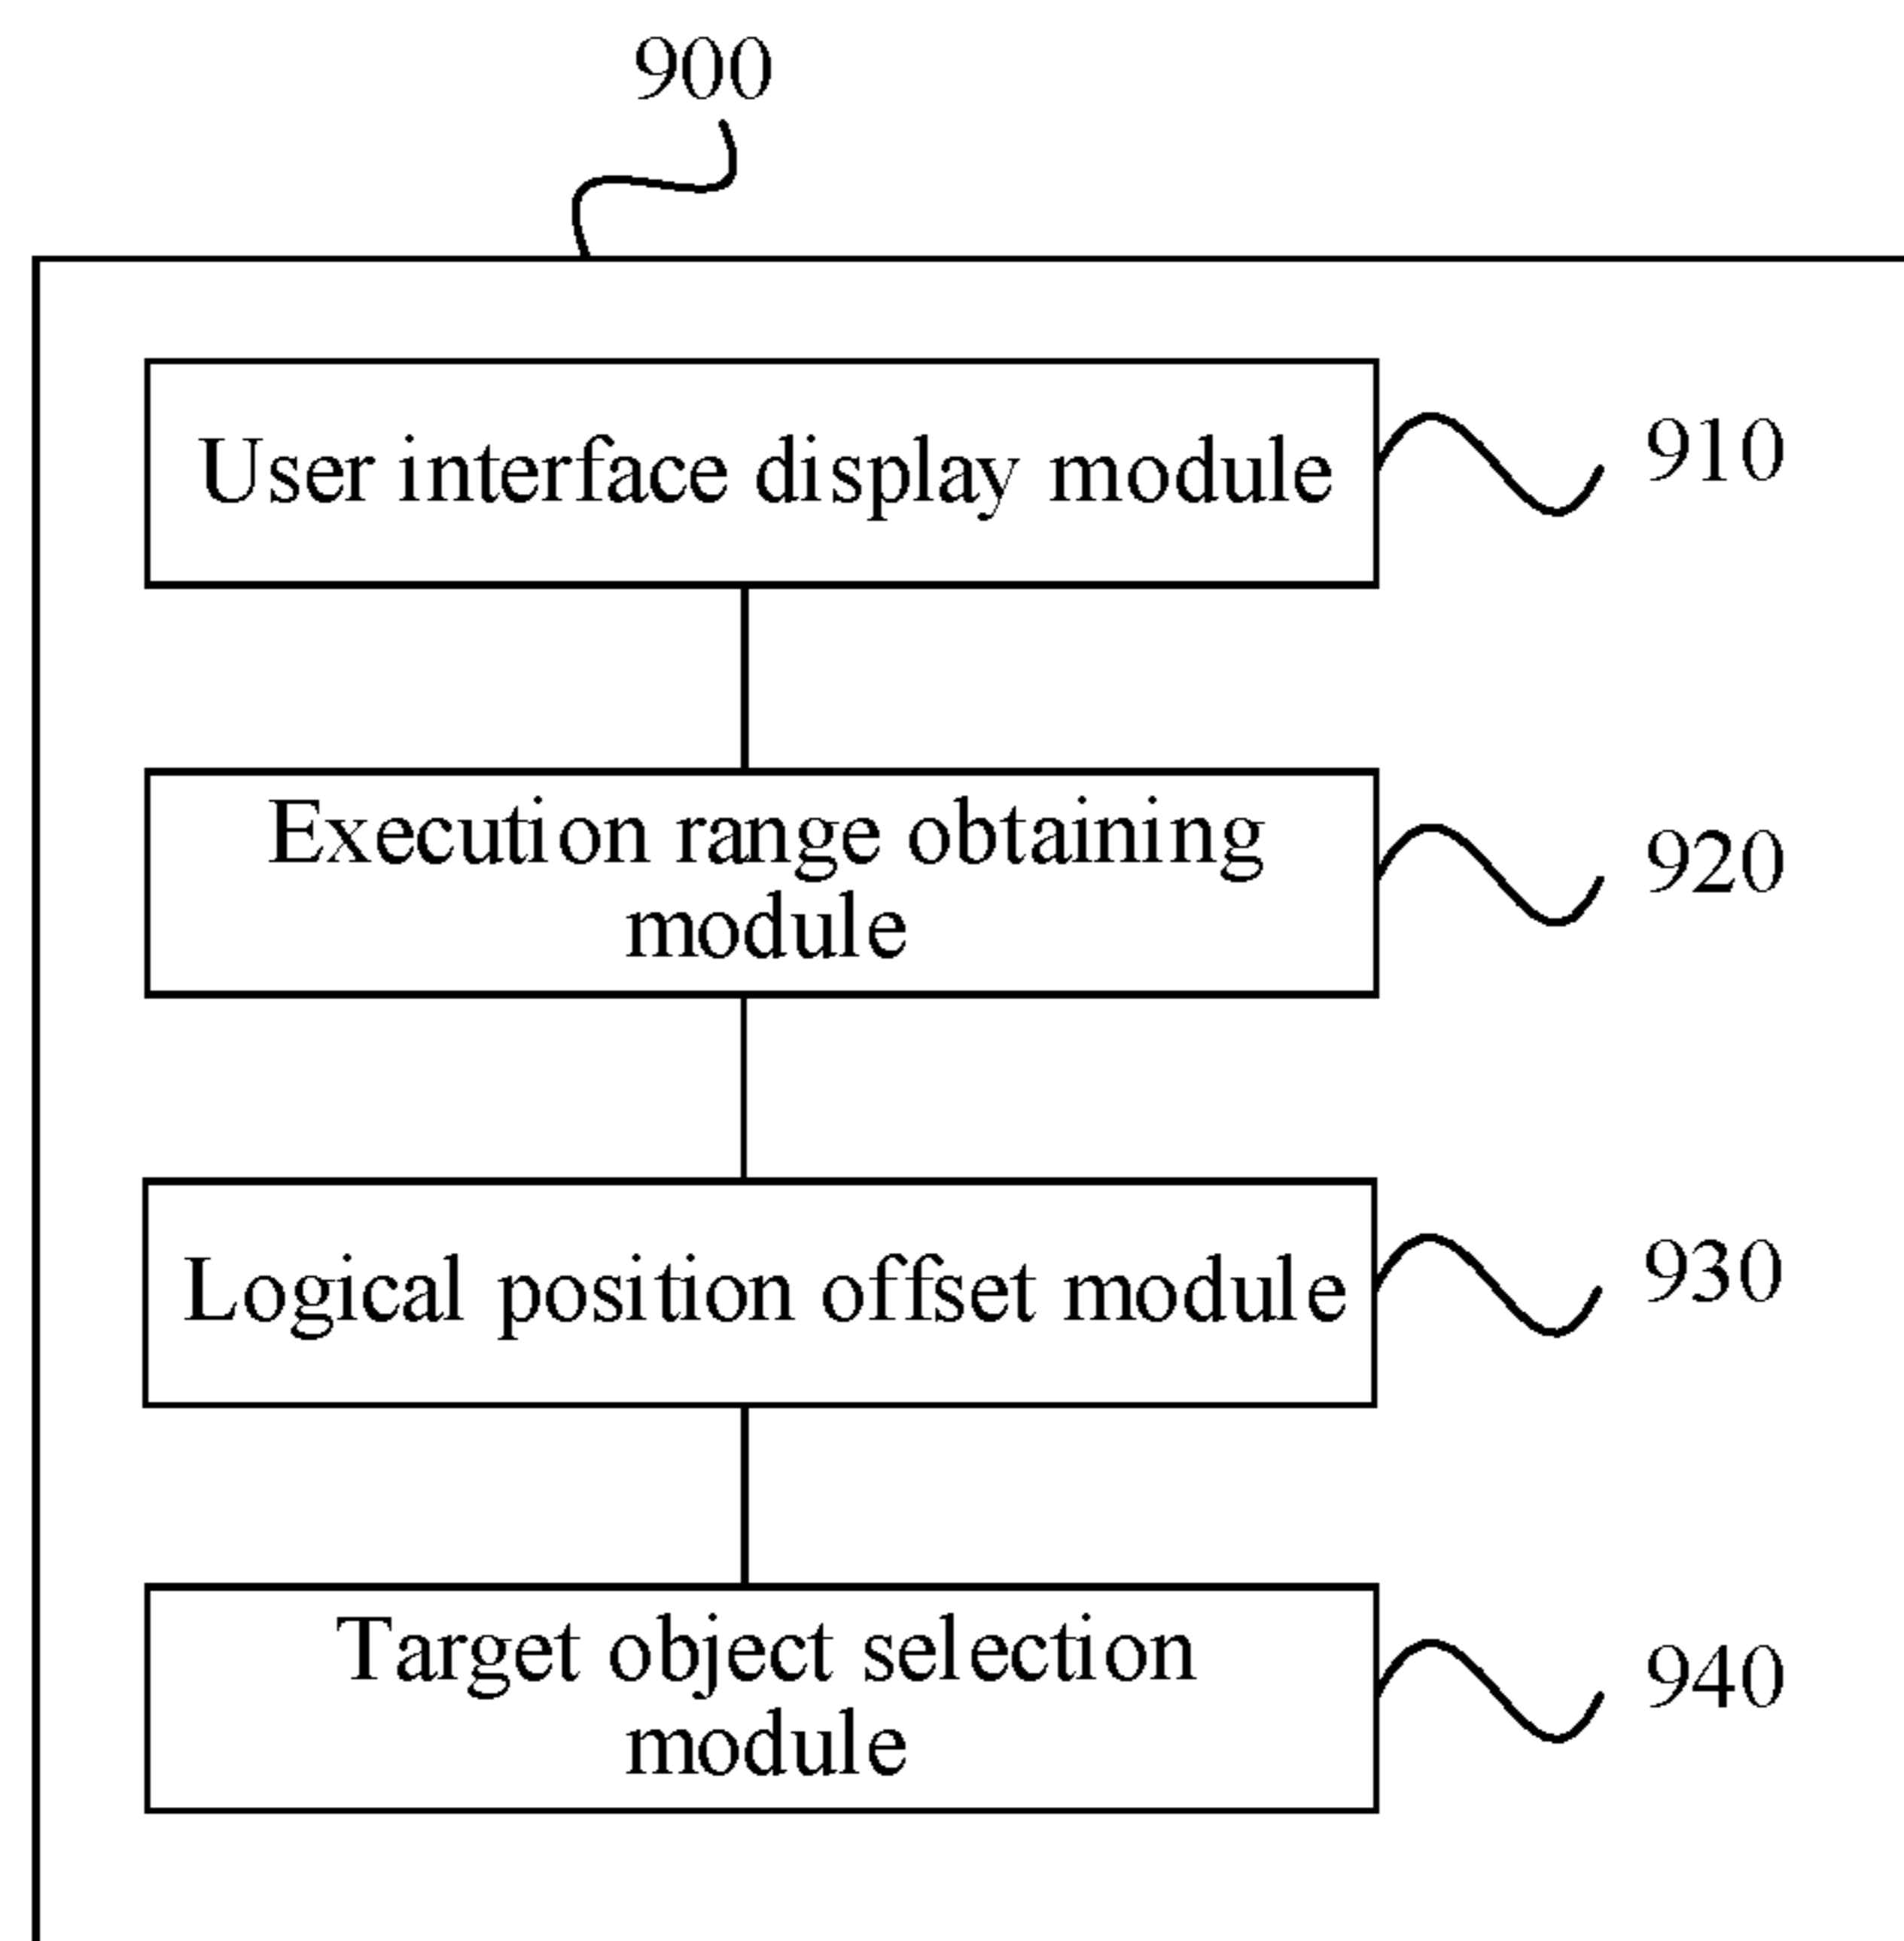 900
User interface display module
910
Execution range obtaining
module
920
Logical position offset module
930
Target object selection
module
940